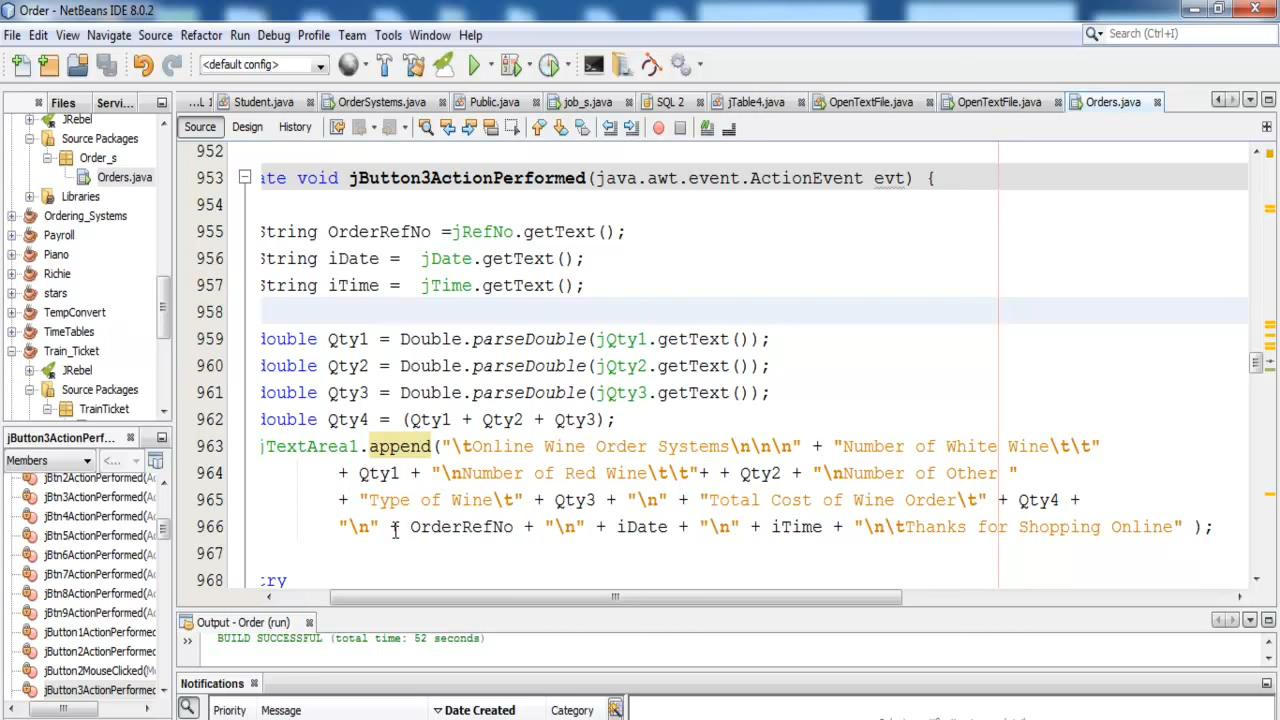 Order - NetBeans IDE 8.0.2
File Edit View Navigate Source Refactor Run Debug Profile Team Tools Window Help
Search (Ctrl+I)
<default config>
Files Servi...
...L 1 Student.java OrderSystems.java Public.java job_s.java SQL 2 jTable4.java OpenTextFile.java OpenTextFile.java Orders.java
Source Design History
JRebel
Source Packages
Order_s
Orders.java
Libraries
Ordering_Systems
Payroll
Piano
Richie
stars
TempConvert
TimeTables
Train_Ticket
JRebel
Source Packages
TrainTicket
952
953 ate void jButton3ActionPerformed(java.awt.event.ActionEvent evt) {
954
955 String OrderRefNo =jRefNo.getText();
956 String iDate = jDate.getText();
957 String iTime = jTime.getText();
958
959 double Qty1 = Double.parseDouble(jQty1.getText());
960 double Qty2 = Double.parseDouble(jQty2.getText());
961 double Qty3 = Double.parseDouble(jQty3.getText());
962 double Qty4 = (Qty1 + Qty2 + Qty3);
963 jTextArea1.append("\tOnline Wine Order Systems\n\n\n" + "Number of White Wine\t\t"
964 + Qty1 + "\nNumber of Red Wine\t\t"+ + Qty2 + "\nNumber of Other "
965 + "Type of Wine\t" + Qty3 + "\n" + "Total Cost of Wine Order\t" + Qty4 +
966 "\n" + OrderRefNo + "\n" + iDate + "\n" + iTime + "\n\tThanks for Shopping Online" );
967
968 try
jButton3ActionPerf...
Members <...
jBtn2ActionPerformed(Ac
jBtn3ActionPerformed(Ac
jBtn4ActionPerformed(Ac
jBtn5ActionPerformed(Ac
jBtn6ActionPerformed(Ac
jBtn7ActionPerformed(Ac
jBtn8ActionPerformed(Ac
jBtn9ActionPerformed(Ac
jButton1ActionPerformed
jButton2ActionPerformed
jButton2MouseClicked(Mo
jButton3ActionPerformed
Output - Order (run)
BUILD SUCCESSFUL (total time: 52 seconds)
Notifications
Priority Message Date Created Category